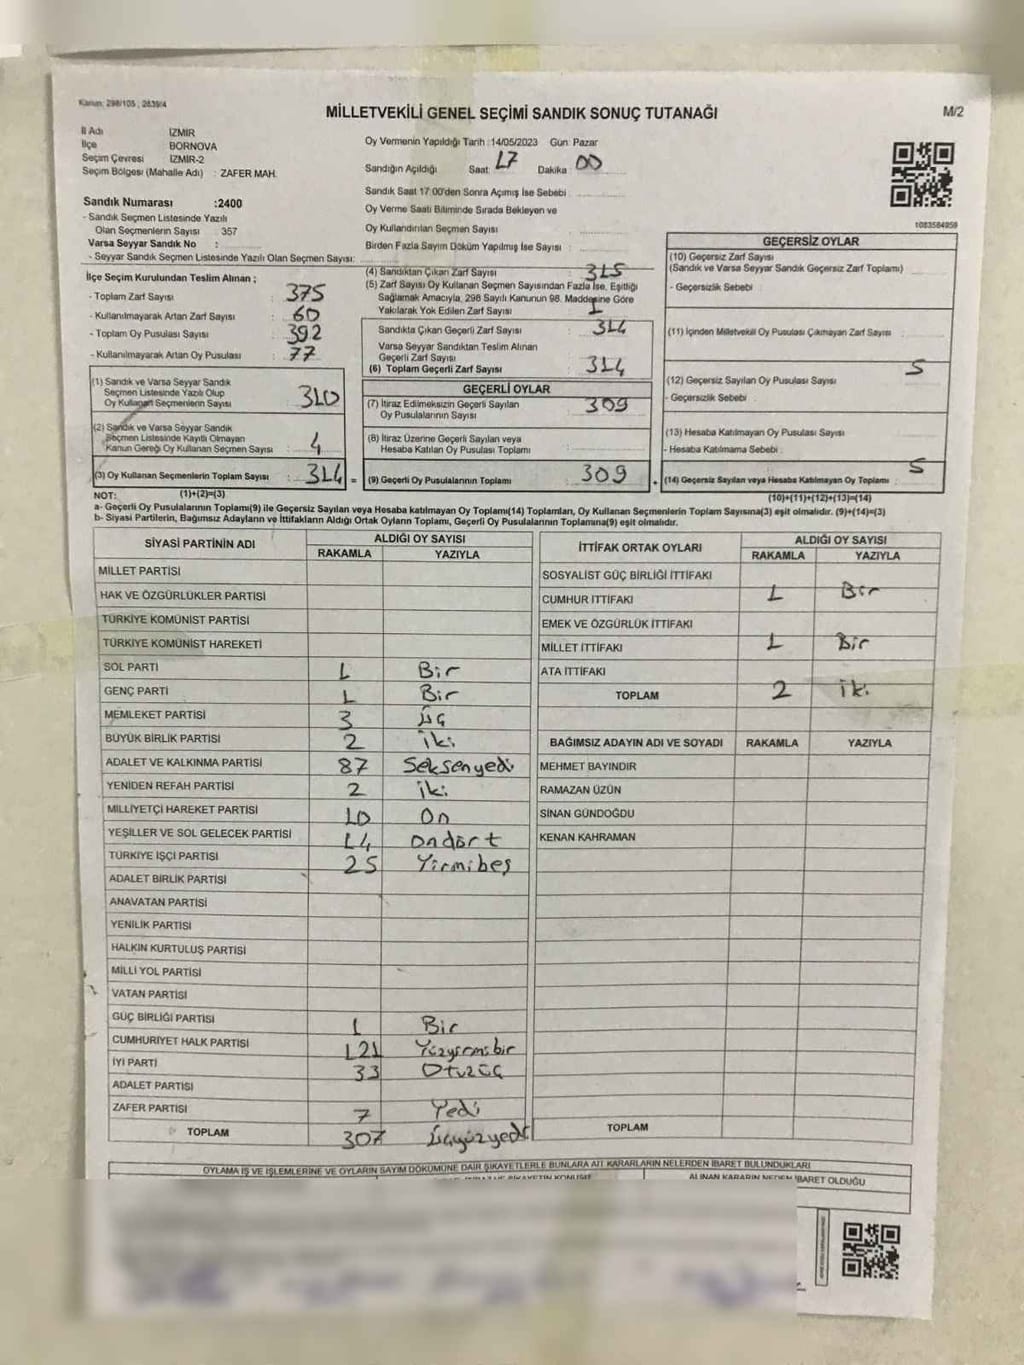 Kanun: 298/105 , 2839/4
MİLLETVEKİLİ GENEL SEÇİMİ SANDIK SONUÇ TUTANAĞI
M/2
İl Adı İZMİR
İlçe BORNOVA
Seçim Çevresi İZMİR-2
Seçim Bölgesi (Mahalle Adı) : ZAFER MAH.
Sandık Numarası :2400
- Sandık Seçmen Listesinde Yazılı
Olan Seçmenlerin Sayısı : 357
Varsa Seyyar Sandık No :
- Seyyar Sandık Seçmen Listesinde Yazılı Olan Seçmen Sayısı:
Oy Vermenin Yapıldığı Tarih :14/05/2023 Gün: Pazar
Sandığın Açıldığı Saat: 17 Dakika : 00
Sandık Saat 17:00'den Sonra Açımış İse Sebebi :
Oy Verme Saati Bitiminde Sırada Bekleyen ve
Oy Kullandırılan Seçmen Sayısı :
Birden Fazla Sayım Döküm Yapılmış İse Sayısı :
1083584959
İlçe Seçim Kurulundan Teslim Alınan ;
- Toplam Zarf Sayısı : 375
- Kullanılmayarak Artan Zarf Sayısı : 60
- Toplam Oy Pusulası Sayısı : 392
- Kullanılmayarak Artan Oy Pusulası : 77
(1) Sandık ve Varsa Seyyar Sandık
Seçmen Listesinde Yazılı Olup
Oy Kullanan Seçmenlerin Sayısı : 310
(2) Sandık ve Varsa Seyyar Sandık
Seçmen Listesinde Kayıtlı Olmayan
Kanun Gereği Oy Kullanan Seçmen Sayısı : 4
(3) Oy Kullanan Seçmenlerin Toplam Sayısı : 314 =
(1)+(2)=(3)
(4) Sandıktan Çıkan Zarf Sayısı : 315
(5) Zarf Sayısı Oy Kullanan Seçmen Sayısından Fazla İse, Eşitliği
Sağlamak Amacıyla, 298 Sayılı Kanunun 98. Maddesine Göre
Yakılarak Yok Edilen Zarf Sayısı : 1
Sandıkta Çıkan Geçerli Zarf Sayısı : 314
Varsa Seyyar Sandıktan Teslim Alınan
Geçerli Zarf Sayısı
(6) Toplam Geçerli Zarf Sayısı : 314
GEÇERLİ OYLAR
(7) İtiraz Edilmeksizin Geçerli Sayılan
Oy Pusulalarının Sayısı : 309
(8) İtiraz Üzerine Geçerli Sayılan veya
Hesaba Katılan Oy Pusulası Toplamı :
(9) Geçerli Oy Pusulalarının Toplamı : 309 +
GEÇERSİZ OYLAR
(10) Geçersiz Zarf Sayısı
(Sandık ve Varsa Seyyar Sandık Geçersiz Zarf Toplamı)
- Geçersizlik Sebebi :
(11) İçinden Milletvekili Oy Pusulası Çıkmayan Zarf Sayısı
(12) Geçersiz Sayılan Oy Pusulası Sayısı : 5
- Geçersizlik Sebebi
(13) Hesaba Katılmayan Oy Pusulası Sayısı
- Hesaba Katılmama Sebebi :
(14) Geçersiz Sayılan veya Hesaba Katılmayan Oy Toplamı : 5
(10)+(11)+(12)+(13)=(14)
NOT:
a- Geçerli Oy Pusulalarının Toplamı(9) ile Geçersiz Sayılan veya Hesaba Katılmayan Oy Toplamı(14) Toplamları, Oy Kullanan Seçmenlerin Toplam Sayısına(3) eşit olmalıdır. (9)+(14)=(3)
b- Siyasi Partilerin, Bağımsız Adayların ve İttifakların Aldığı Ortak Oyların Toplamı, Geçerli Oy Pusulalarının Toplamına(9) eşit olmalıdır.
SİYASİ PARTİNİN ADI ALDIĞI OY SAYISI
RAKAMLA YAZIYLA
MİLLET PARTİSİ
HAK VE ÖZGÜRLÜKLER PARTİSİ
TÜRKİYE KOMÜNİST PARTİSİ
TÜRKİYE KOMÜNİST HAREKETİ
SOL PARTİ 1 Bir
GENÇ PARTİ 1 Bir
MEMLEKET PARTİSİ 3 üç
BÜYÜK BİRLİK PARTİSİ 2 iki
ADALET VE KALKINMA PARTİSİ 87 Seksenyedi
YENİDEN REFAH PARTİSİ 2 iki
MİLLİYETÇİ HAREKET PARTİSİ 10 On
YEŞİLLER VE SOL GELECEK PARTİSİ 14 ondört
TÜRKİYE İŞÇİ PARTİSİ 25 Yirmibeş
ADALET BİRLİK PARTİSİ
ANAVATAN PARTİSİ
YENİLİK PARTİSİ
HALKIN KURTULUŞ PARTİSİ
MİLLİ YOL PARTİSİ
VATAN PARTİSİ
GÜÇ BİRLİĞİ PARTİSİ 1 Bir
CUMHURİYET HALK PARTİSİ 121 Yüzyirmibir
İYİ PARTİ 33 Otuzüç
ADALET PARTİSİ
ZAFER PARTİSİ 7 Yedi
TOPLAM 307 üçyüzyedi
İTTİFAK ORTAK OYLARI ALDIĞI OY SAYISI
RAKAMLA YAZIYLA
SOSYALİST GÜÇ BİRLİĞİ İTTİFAKI
CUMHUR İTTİFAKI 1 Bir
EMEK VE ÖZGÜRLÜK İTTİFAKI
MİLLET İTTİFAKI 1 Bir
ATA İTTİFAKI
TOPLAM 2 iki
BAĞIMSIZ ADAYIN ADI VE SOYADI RAKAMLA YAZIYLA
MEHMET BAYINDIR
RAMAZAN ÜZÜN
SİNAN GÜNDOĞDU
KENAN KAHRAMAN
TOPLAM
OYLAMA İŞ VE İŞLEMLERİNE VE OYLARIN SAYIM DÖKÜMÜNE DAİR ŞİKAYETLERLE BUNLARA AİT KARARLARIN NELERDEN İBARET BULUNDUKLARI
ALINAN KARARIN NEDEN İBARET OLDUĞU